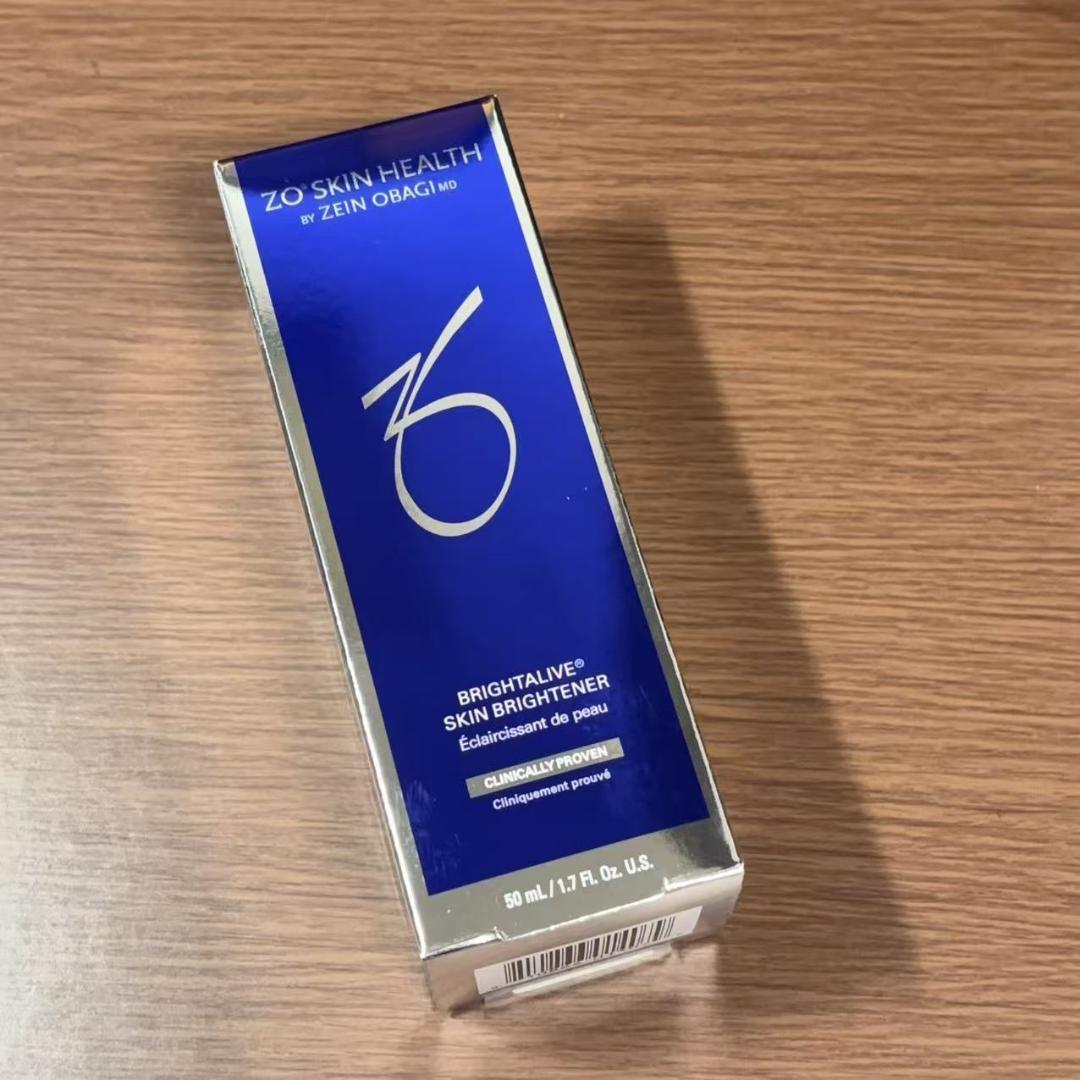 ZO® SKIN HEALTH
BY ZEIN OBAGI MD
ZO
BRIGHTALIVE®
SKIN BRIGHTENER
Éclaircissant de peau
CLINICALLY PROVEN
Cliniquement prouvé
50 mL / 1.7 Fl. Oz. U.S.